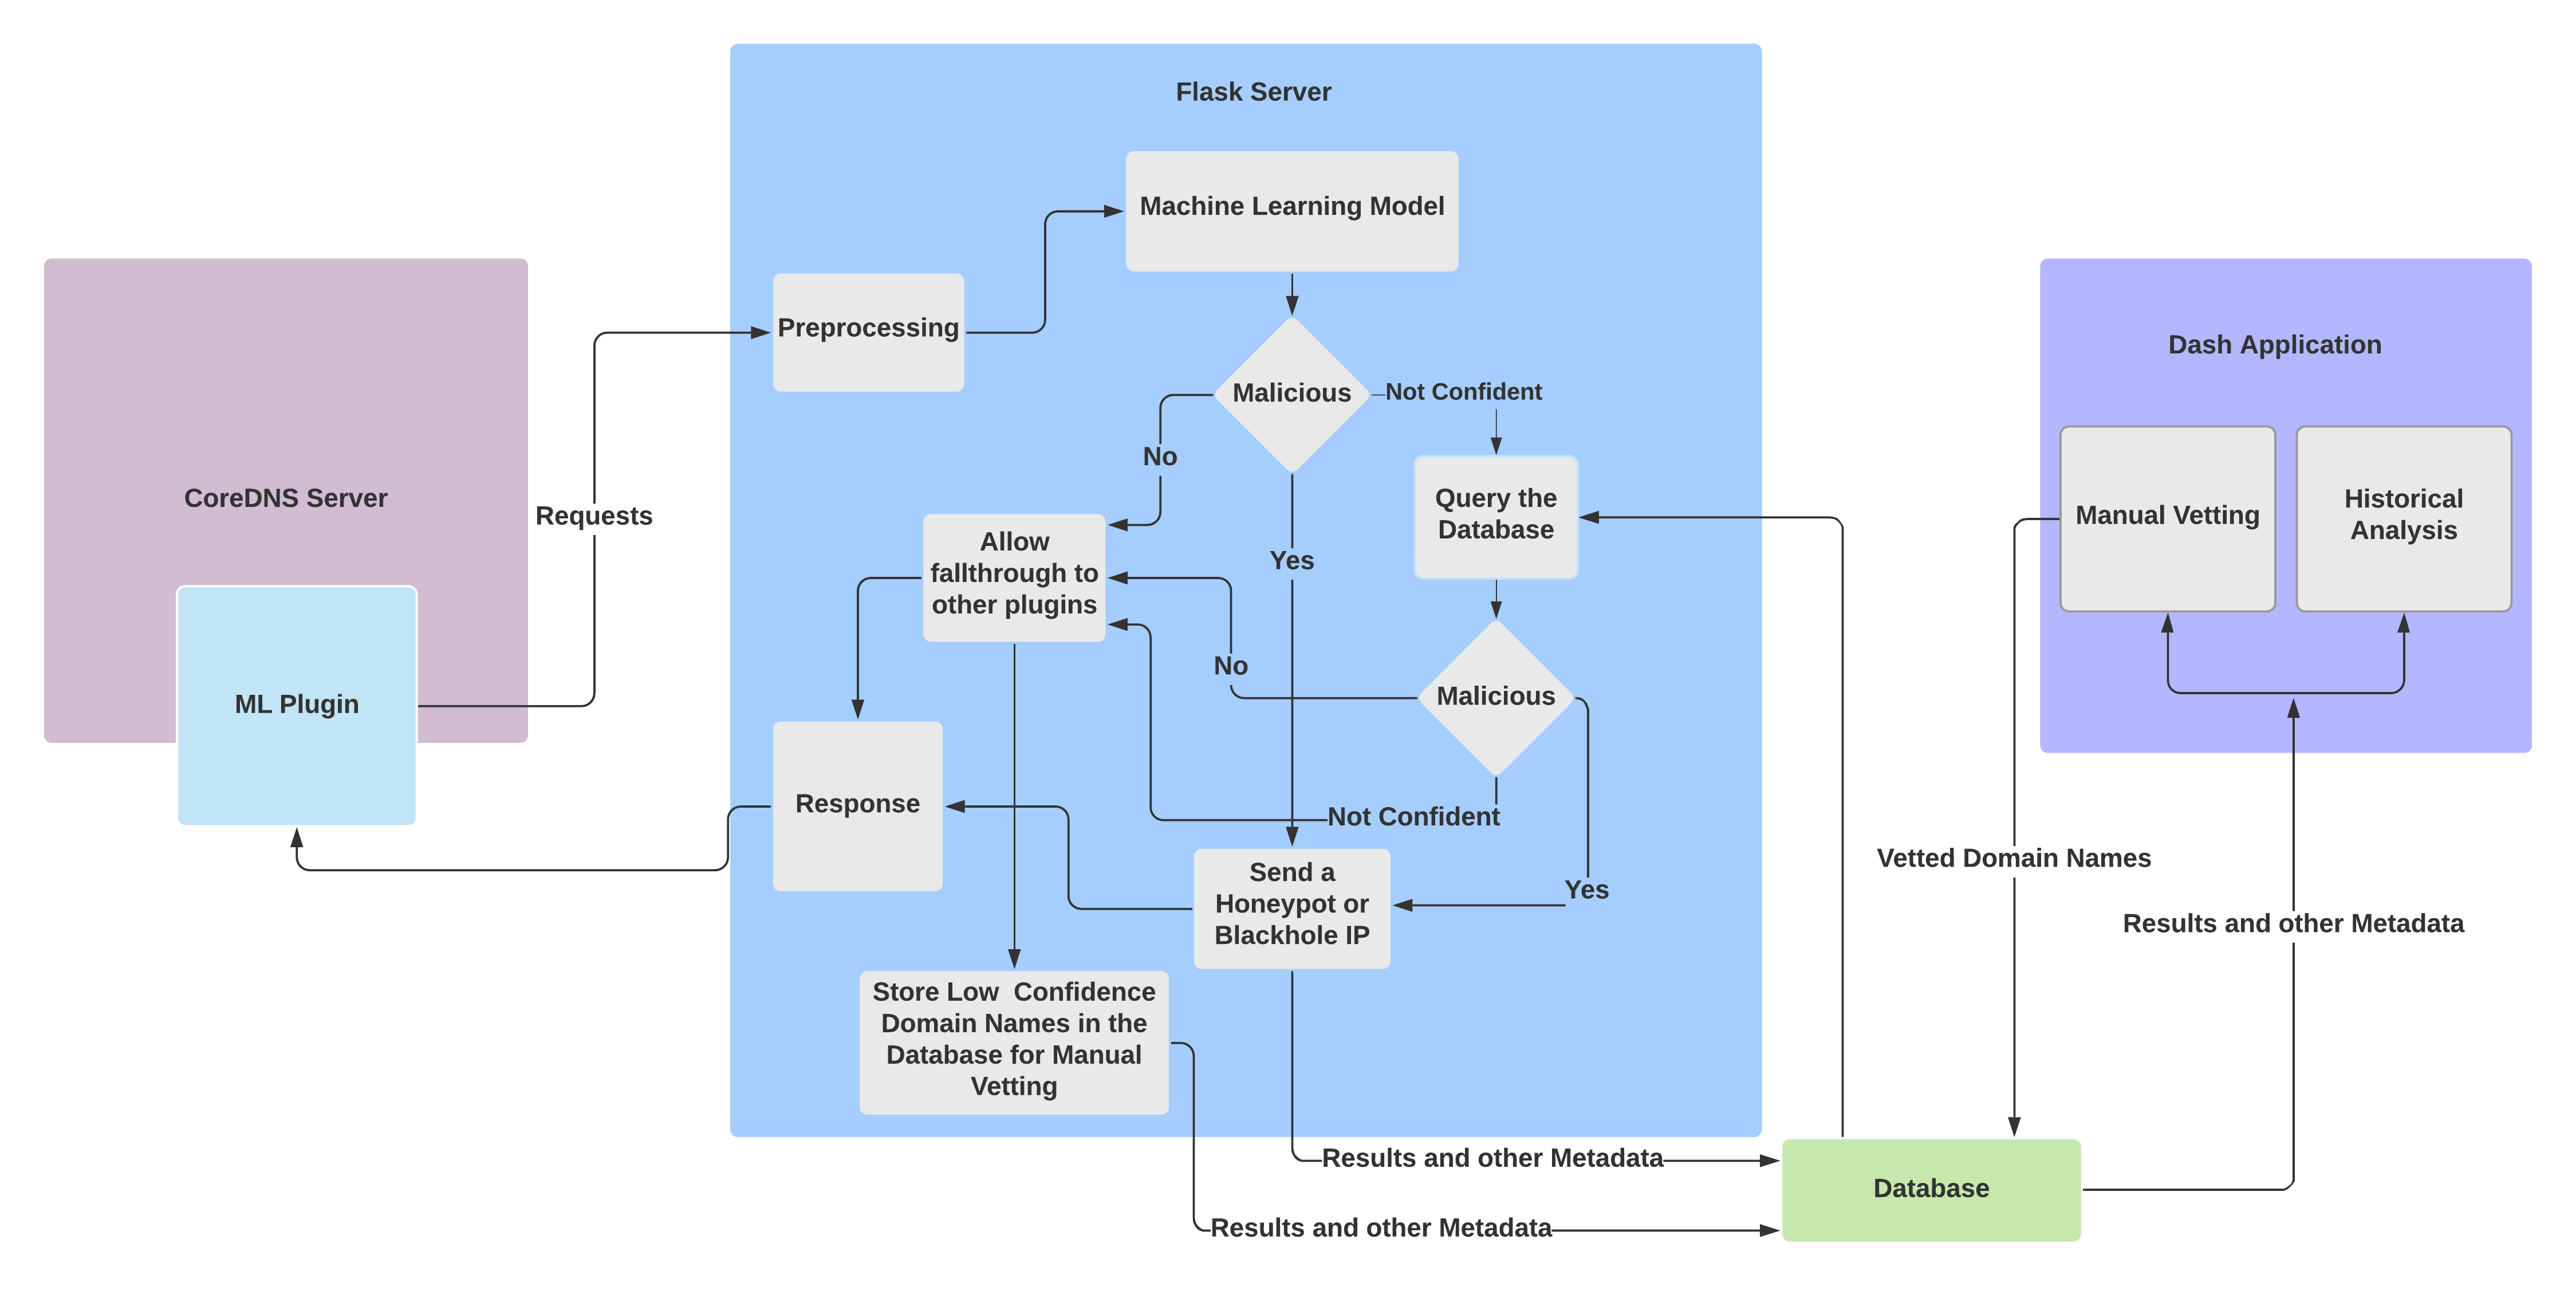 Flask Server
Machine Learning Model
Preprocessing
Malicious
Not Confident
No
Yes
Query the
Database
Allow
fallthrough to
other plugins
No
Malicious
Not Confident
Yes
Response
Send a
Honeypot or
Blackhole IP
Store Low  Confidence
Domain Names in the
Database for Manual
Vetting
CoreDNS Server
ML Plugin
Requests
Dash Application
Manual Vetting
Historical
Analysis
Vetted Domain Names
Results and other Metadata
Results and other Metadata
Results and other Metadata
Database